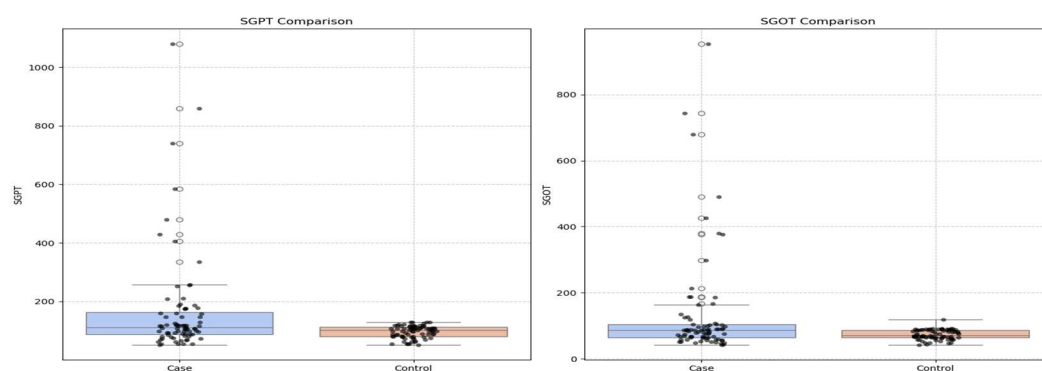 SGPT Comparison
1000
800
600
400
200
SGPT
Case
Control
SGOT Comparison
800
600
400
200
0
SGOT
Case
Control